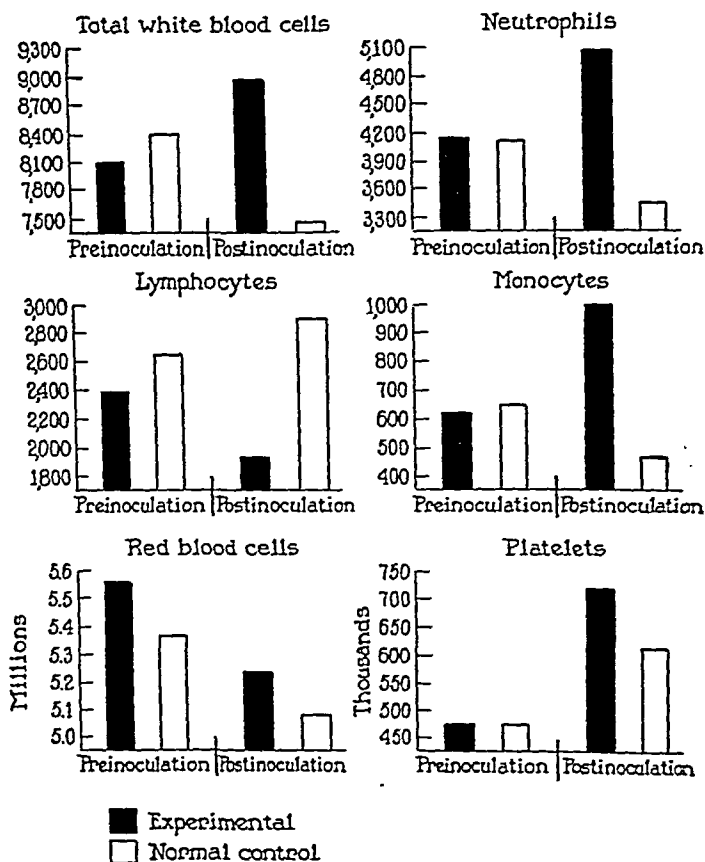 Total white blood cells
9,300
9,000
8,700
8,400
8,100
7,800
7,500
Preinoculation Postinoculation
Neutrophils
5,100
4,800
4,500
4,200
3,900
3,600
3,300
Preinoculation Postinoculation
Lymphocytes
3,000
2,800
2,600
2,400
2,200
2,000
1,800
Preinoculation Postinoculation
Monocytes
1,000
900
800
700
600
500
400
Preinoculation Postinoculation
Red blood cells
Millions
5.6
5.5
5.4
5.3
5.2
5.1
5.0
Preinoculation Postinoculation
Platelets
Thousands
750
700
650
600
550
500
450
Preinoculation Postinoculation
Experimental
Normal control